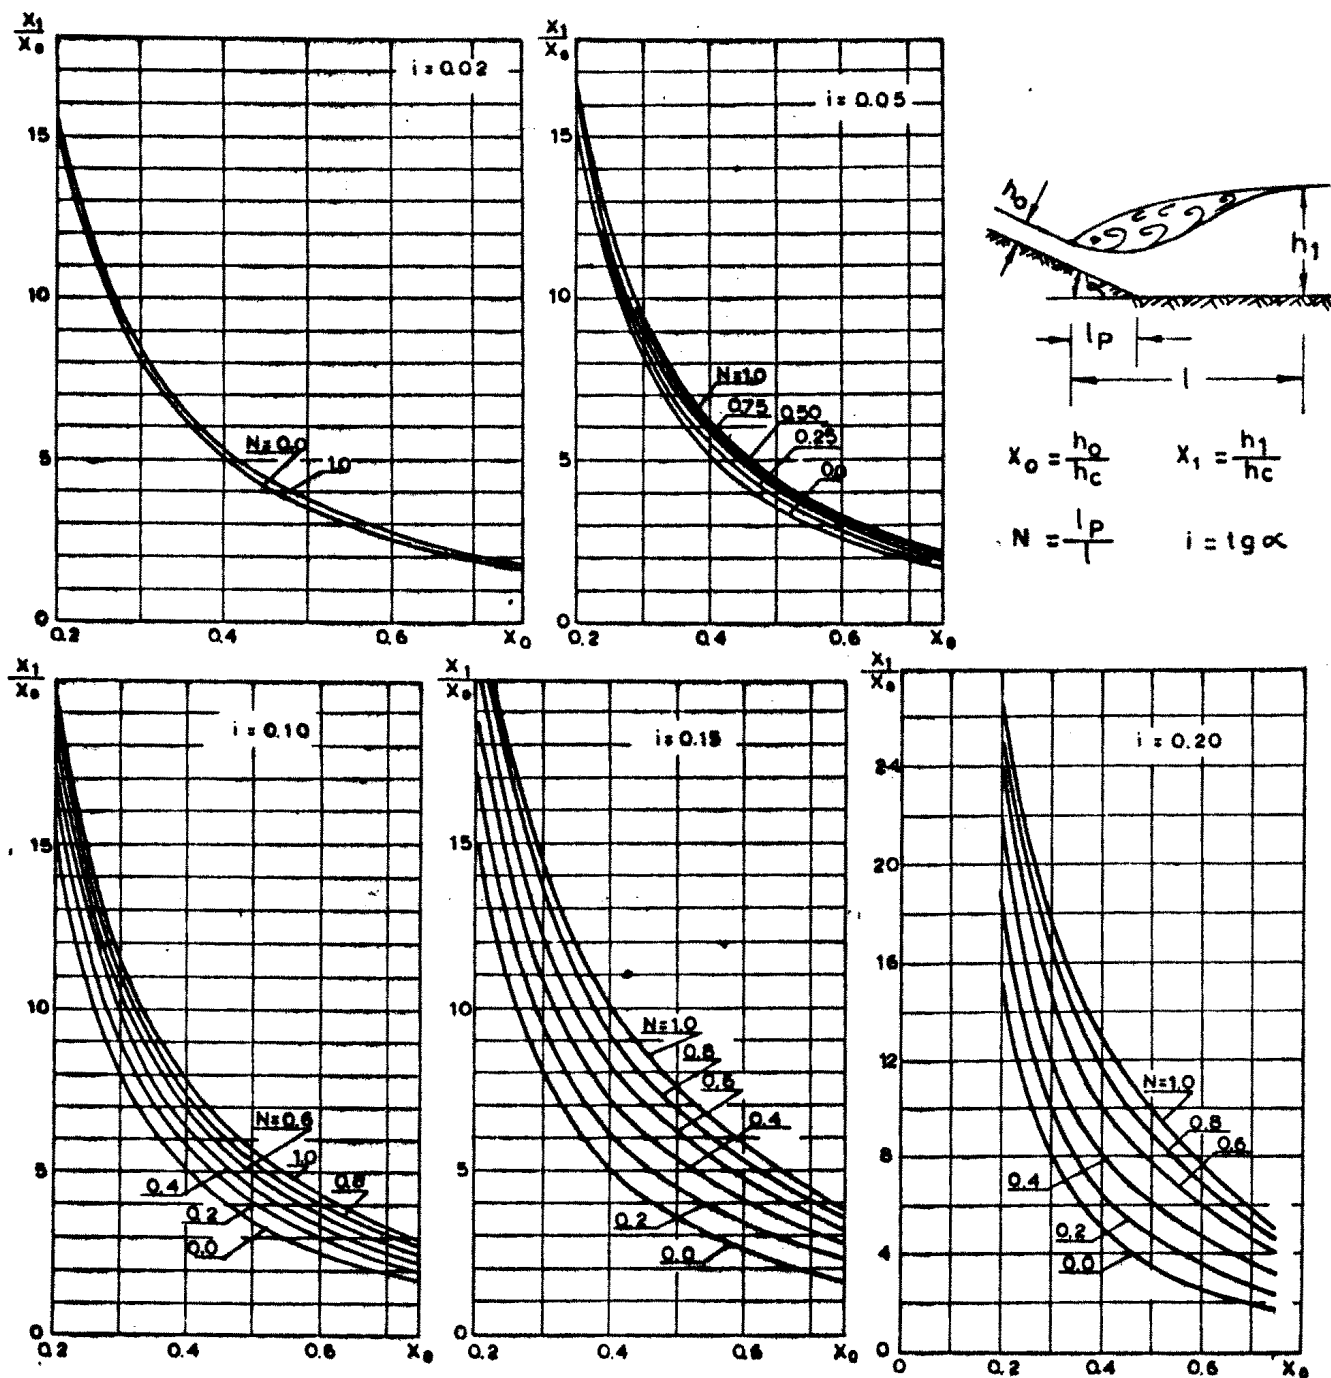 X₁/X₀
i = 0.02
15
10
5
0
N = 0.0
1.0
0.2 0.4 0.6 X₀
X₁/X₀
i = 0.05
15
10
5
0
N=1.0
0.75
0.50
0.25
0.0
0.2 0.4 0.6 X₀
h₀
h₁
α
lp
l
X₀ = h₀/hc X₁ = h₁/hc
N = lp/l i = tg α
X₁/X₀
i = 0.10
15
10
5
0
N=0.6
1.0
0.8
0.4
0.2
0.0
0.2 0.4 0.6 X₀
X₁/X₀
i = 0.15
15
10
5
0
N=1.0
0.8
0.6
0.4
0.2
0.0
0.2 0.4 0.6 X₀
X₁/X₀
i = 0.20
24
20
16
12
8
4
0
N=1.0
0.8
0.6
0.4
0.2
0.0
0 0.2 0.4 0.6 X₀